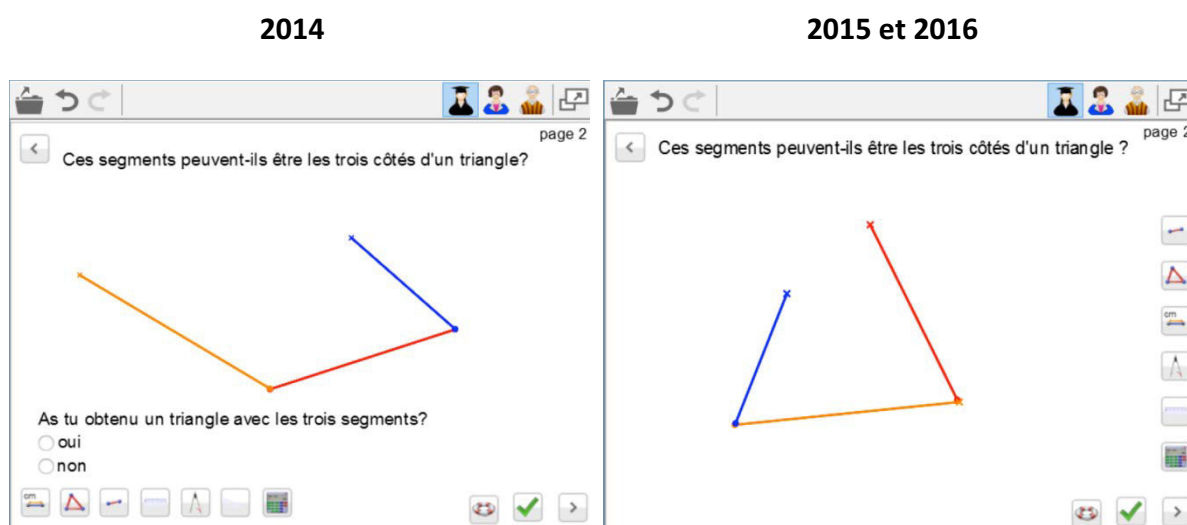 2014
page 2
Ces segments peuvent-ils être les trois côtés d'un triangle?
As tu obtenu un triangle avec les trois segments?
oui
non
cm
2015 et 2016
page 2
Ces segments peuvent-ils être les trois côtés d'un triangle ?
cm